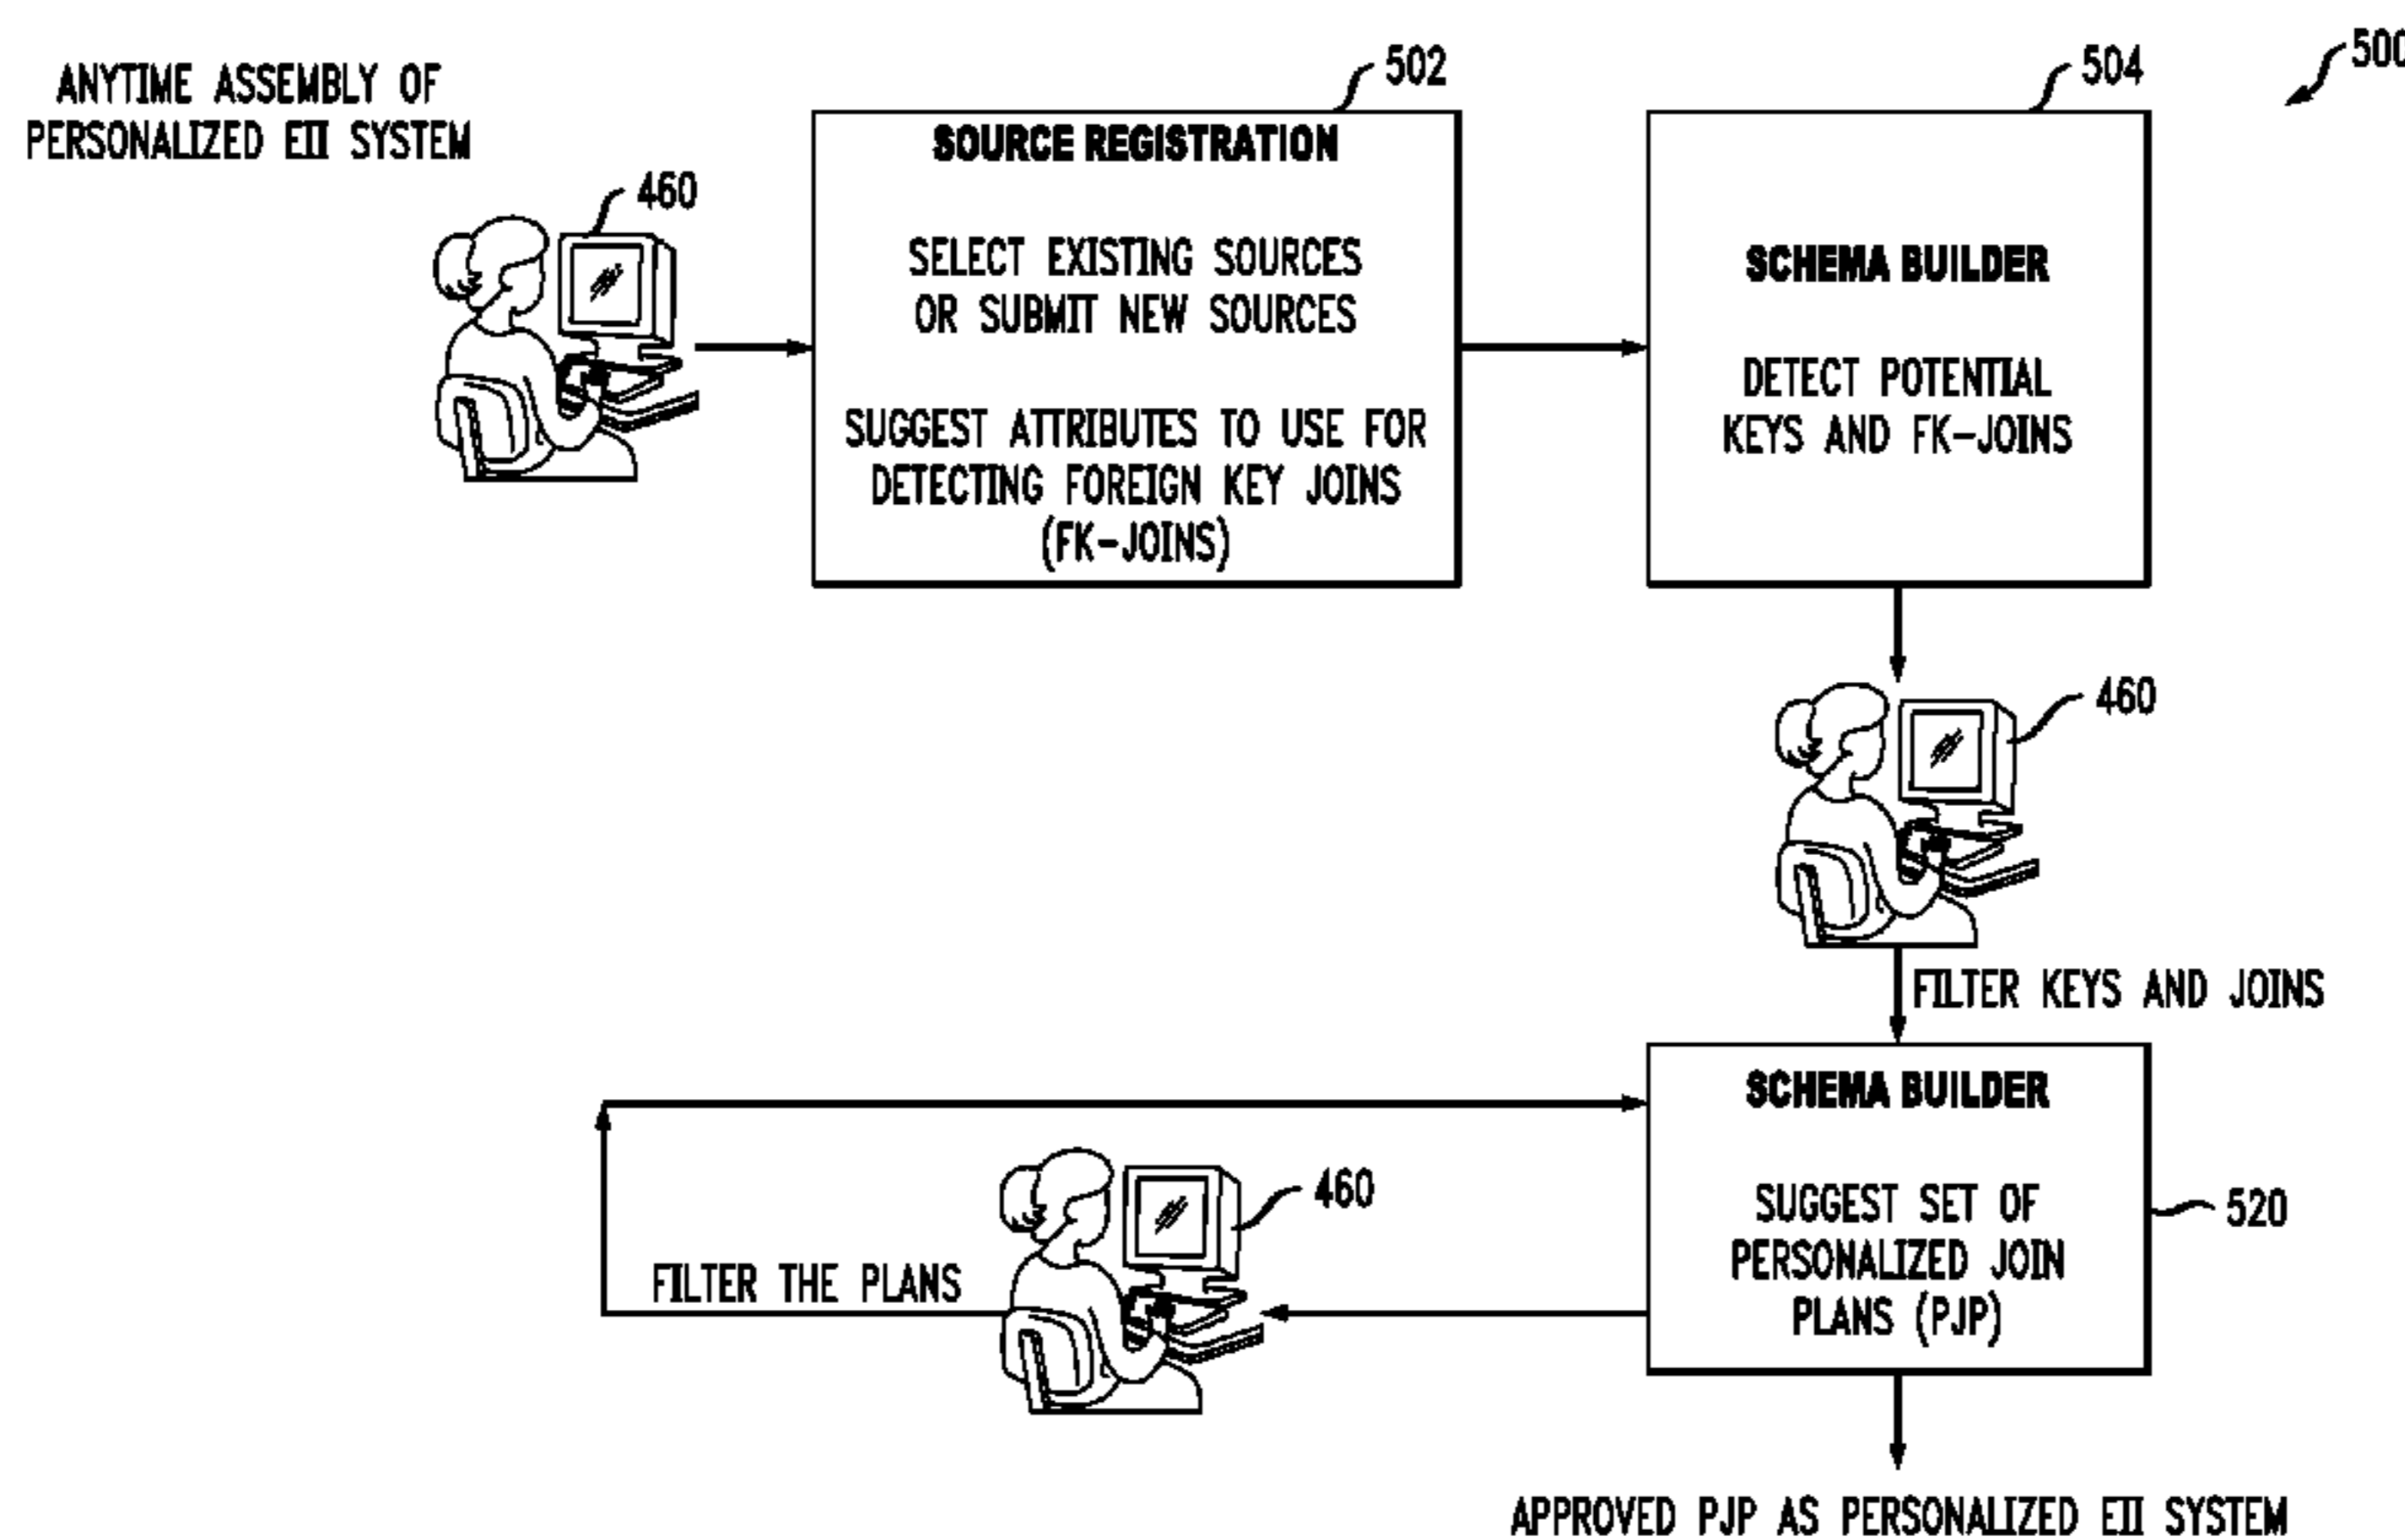 ANYTIME ASSEMBLY OF
PERSONALIZED EII SYSTEM
460
502
SOURCE REGISTRATION
SELECT EXISTING SOURCES
OR SUBMIT NEW SOURCES
SUGGEST ATTRIBUTES TO USE FOR
DETECTING FOREIGN KEY JOINS
(FK-JOINS)
504
500
SCHEMA BUILDER
DETECT POTENTIAL
KEYS AND FK-JOINS
460
FILTER KEYS AND JOINS
SCHEMA BUILDER
SUGGEST SET OF
PERSONALIZED JOIN
PLANS (PJP)
520
460
FILTER THE PLANS
APPROVED PJP AS PERSONALIZED EII SYSTEM